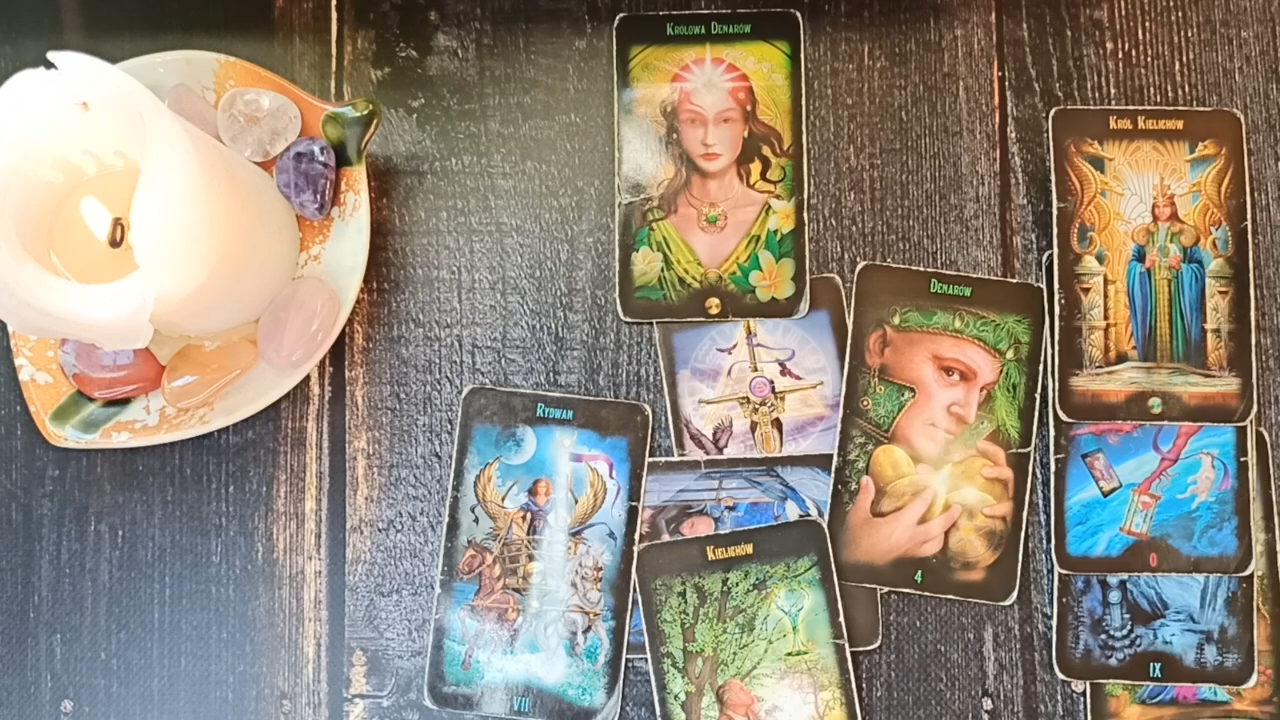 Królowa Denarów
Król Kielichów
Denarów
4
Rydwan
VII
Kielichów
0
IX